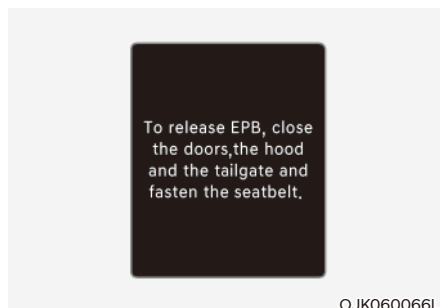 To release EPB, close
the doors,the hood
and the tailgate and
fasten the seatbelt.
OJK060066L